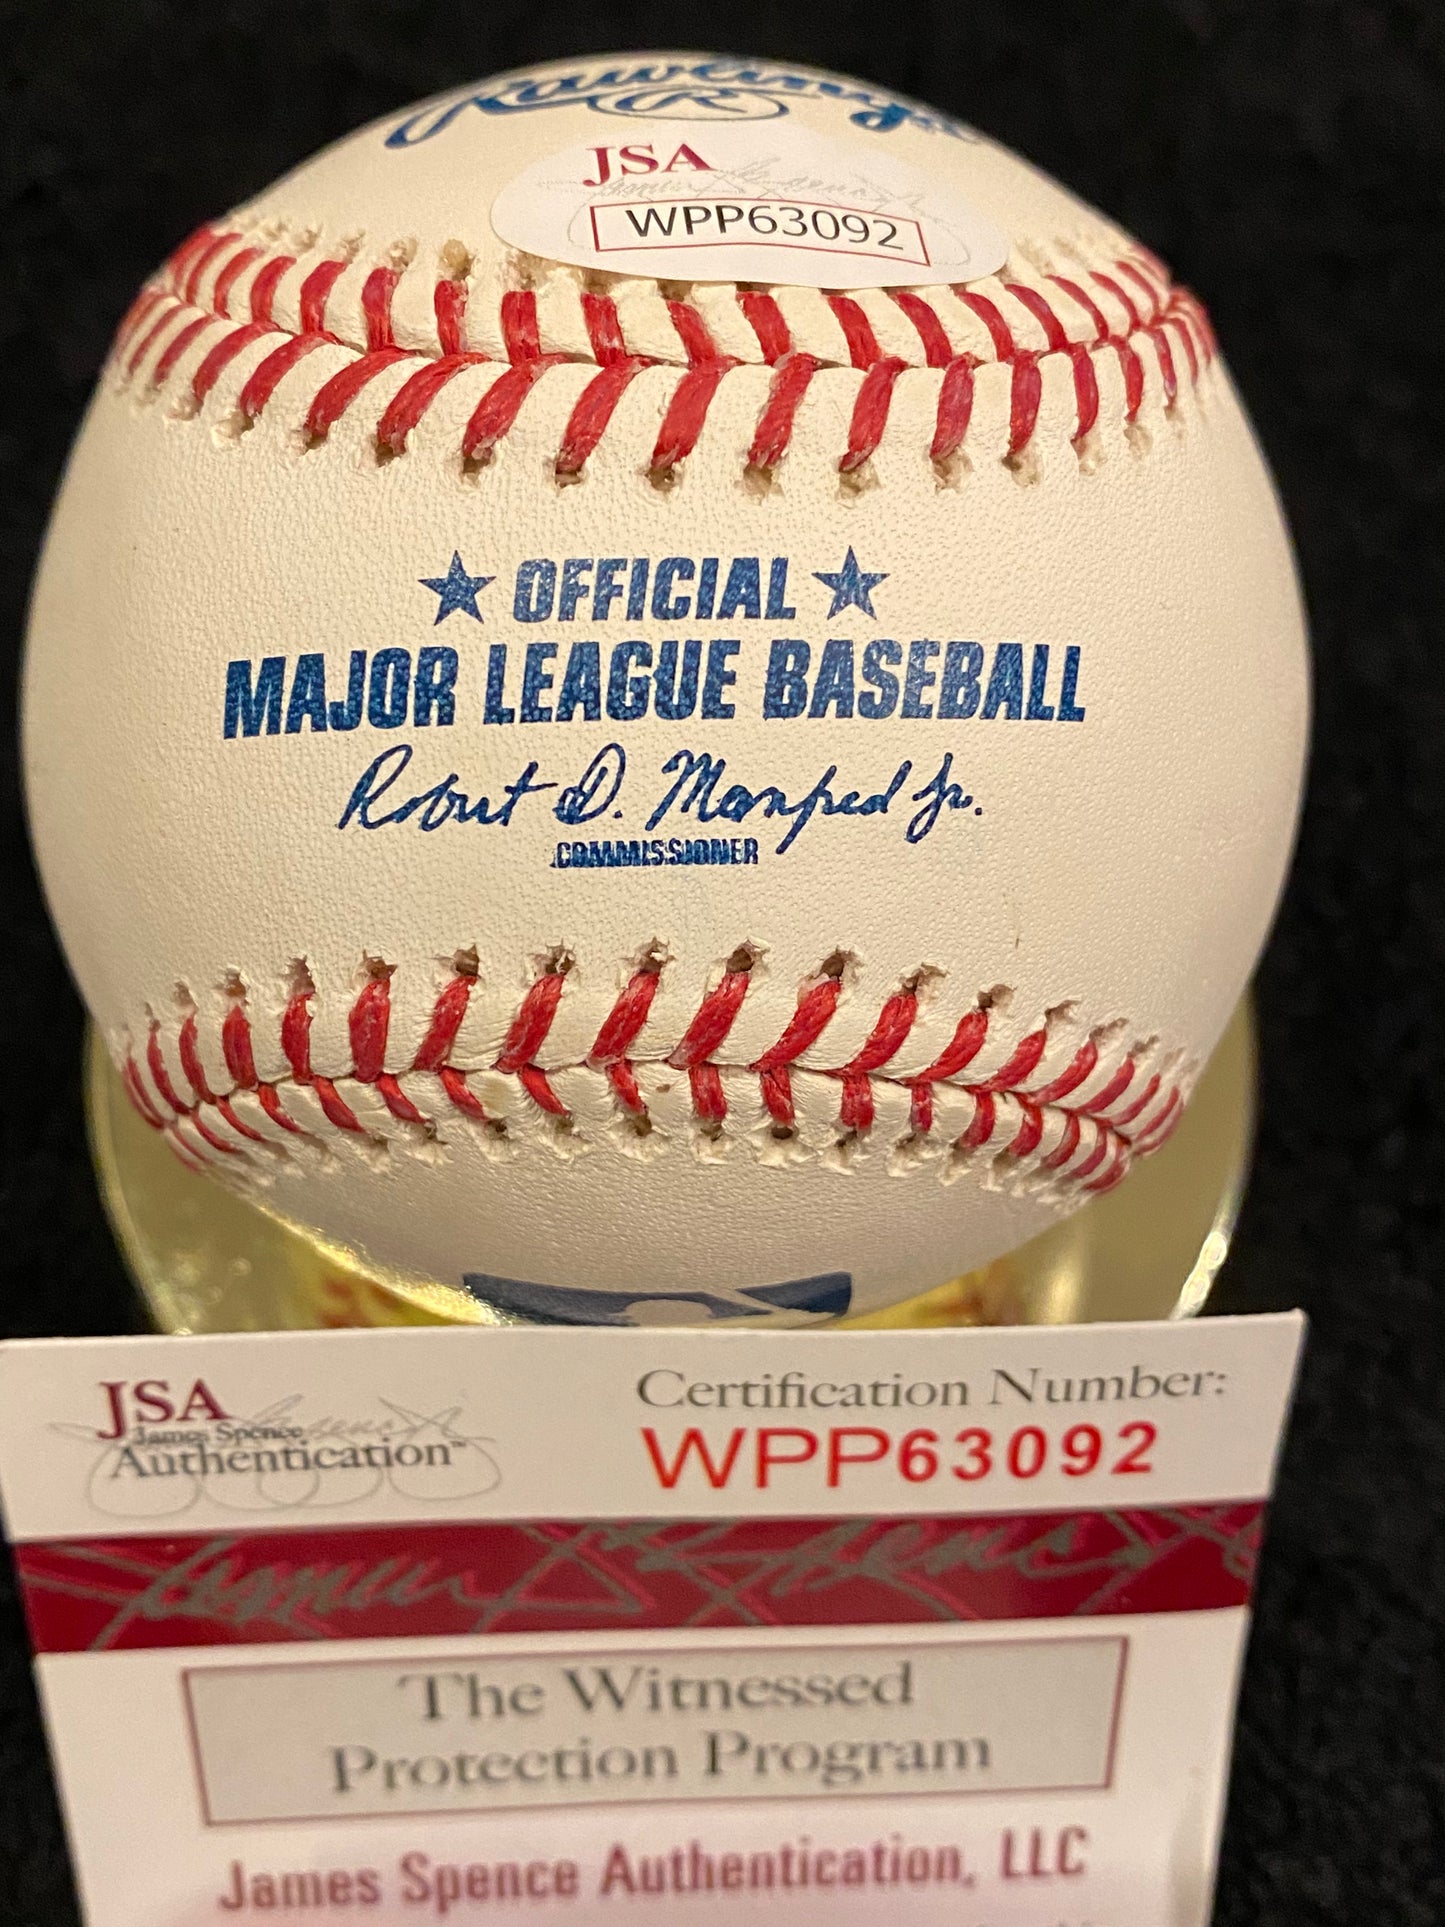 Rawlings
R
JSA
WPP63092
★ OFFICIAL ★
MAJOR LEAGUE BASEBALL
Robert D. Manfred Jr.
COMMISSIONER
JSA
James Spence
Authentication™
Certification Number:
WPP63092
The Witnessed
Protection Program
James Spence Authentication, LLC